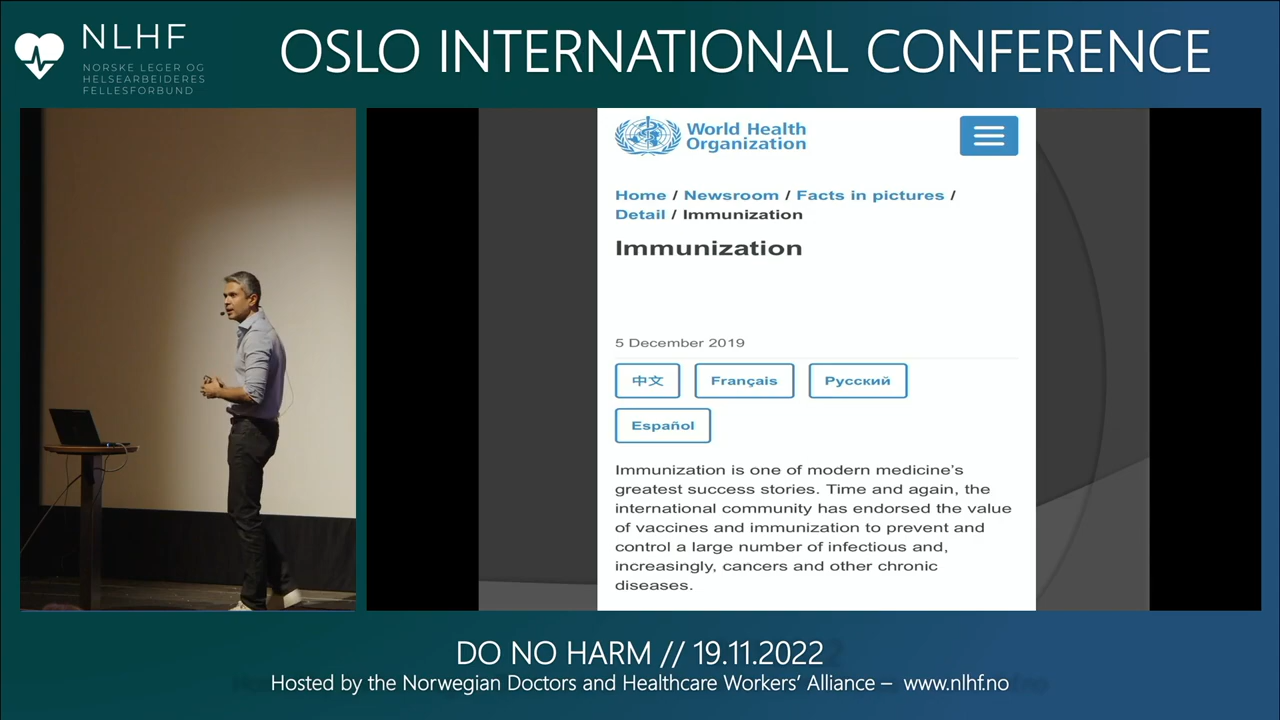 NLHF
NORSKE LEGER OG
HELSEARBEIDERES
FELLESFORBUND
OSLO INTERNATIONAL CONFERENCE
World Health
Organization
Home / Newsroom / Facts in pictures /
Detail / Immunization
Immunization
5 December 2019
中文 Français Русский
Español
Immunization is one of modern medicine's
greatest success stories. Time and again, the
international community has endorsed the value
of vaccines and immunization to prevent and
control a large number of infectious and,
increasingly, cancers and other chronic
diseases.
DO NO HARM // 19.11.2022
Hosted by the Norwegian Doctors and Healthcare Workers' Alliance – www.nlhf.no